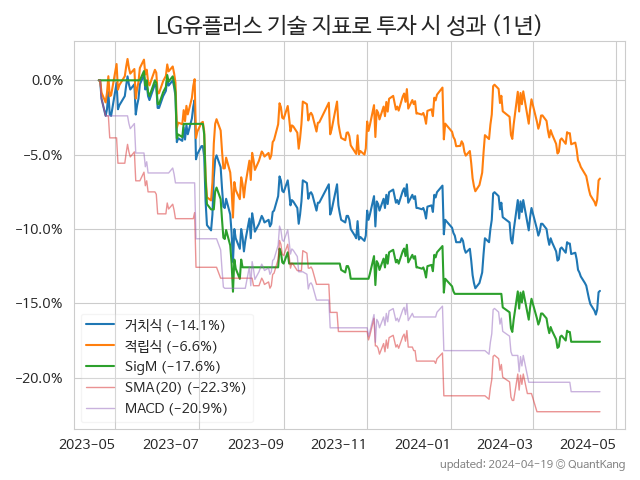 LG유플러스 기술 지표로 투자 시 성과 (1년)
0.0%
−5.0%
−10.0%
−15.0%
−20.0%
거치식 (−14.1%)
적립식 (−6.6%)
SigM (−17.6%)
SMA(20) (−22.3%)
MACD (−20.9%)
2023-05 2023-07 2023-09 2023-11 2024-01 2024-03 2024-05
updated: 2024-04-19 © QuantKang